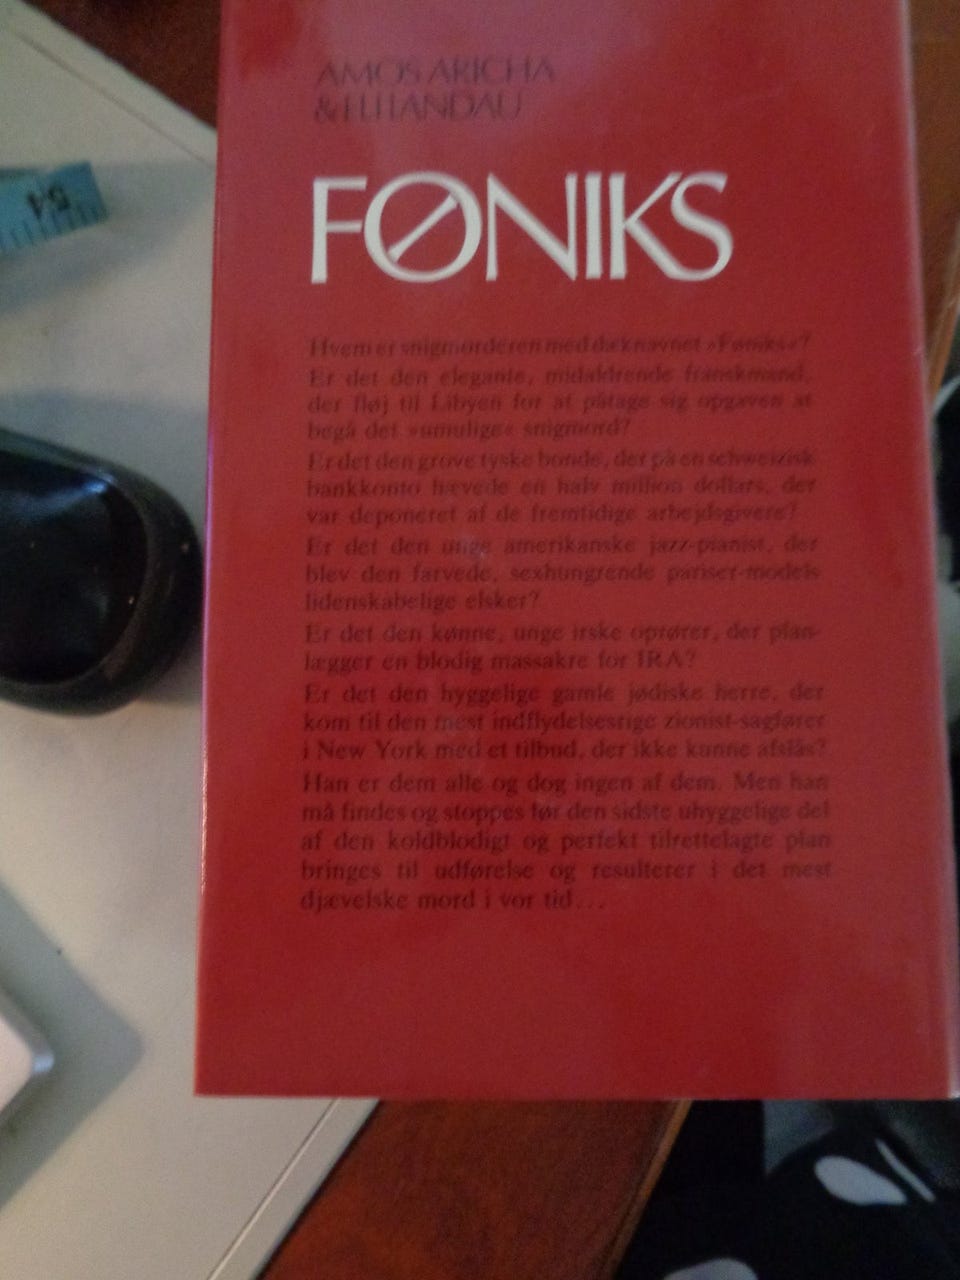 AMOS ARICHA
& ELI LANDAU
FØNIKS
Hvem er snigmorderen med dæknavnet »Føniks«?
Er det den elegante, midaldrende franskmand,
der fløj til Libyen for at påtage sig opgaven at
begå det »umulige« snigmord?
Er det den grove tyske bonde, der på en schweizisk
bankkonto hævede en halv million dollars, der
var deponeret af de fremtidige arbejdsgivere?
Er det den unge amerikanske jazz-pianist, der
blev den farvede, sexhungrende pariser-models
lidenskabelige elsker?
Er det den kønne, unge irske oprører, der plan-
lægger en blodig massakre for IRA?
Er det den hyggelige gamle jødiske herre, der
kom til den mest indflydelsesrige zionist-sagfører
i New York med et tilbud, der ikke kunne afslås?
Han er dem alle og dog ingen af dem. Men han
må findes og stoppes før den sidste uhyggelige del
af den koldblodigt og perfekt tilrettelagte plan
bringes til udførelse og resulterer i det mest
djævelske mord i vor tid...